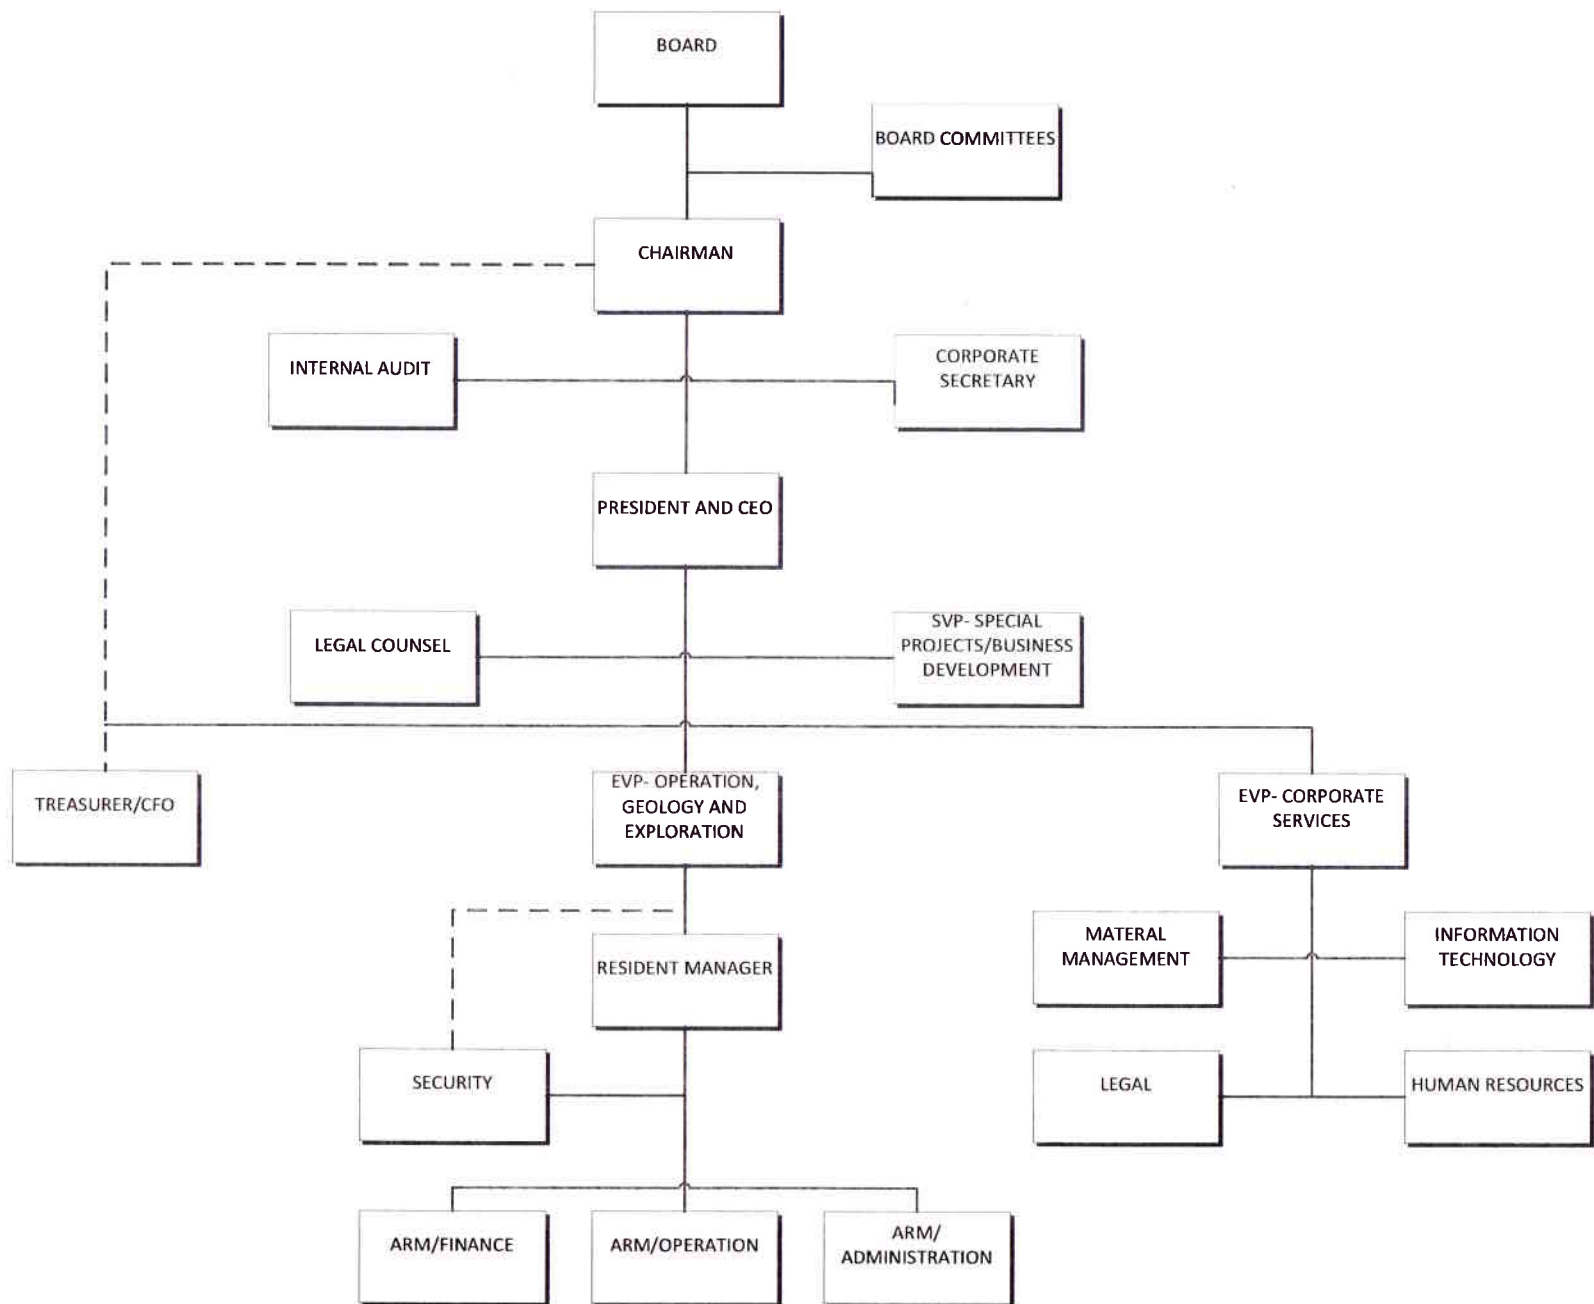 BOARD
BOARD COMMITTEES
CHAIRMAN
INTERNAL AUDIT
CORPORATE
SECRETARY
PRESIDENT AND CEO
LEGAL COUNSEL
SVP- SPECIAL
PROJECTS/BUSINESS
DEVELOPMENT
TREASURER/CFO
EVP- OPERATION,
GEOLOGY AND
EXPLORATION
EVP- CORPORATE
SERVICES
RESIDENT MANAGER
MATERAL
MANAGEMENT
INFORMATION
TECHNOLOGY
SECURITY
LEGAL
HUMAN RESOURCES
ARM/FINANCE
ARM/OPERATION
ARM/
ADMINISTRATION